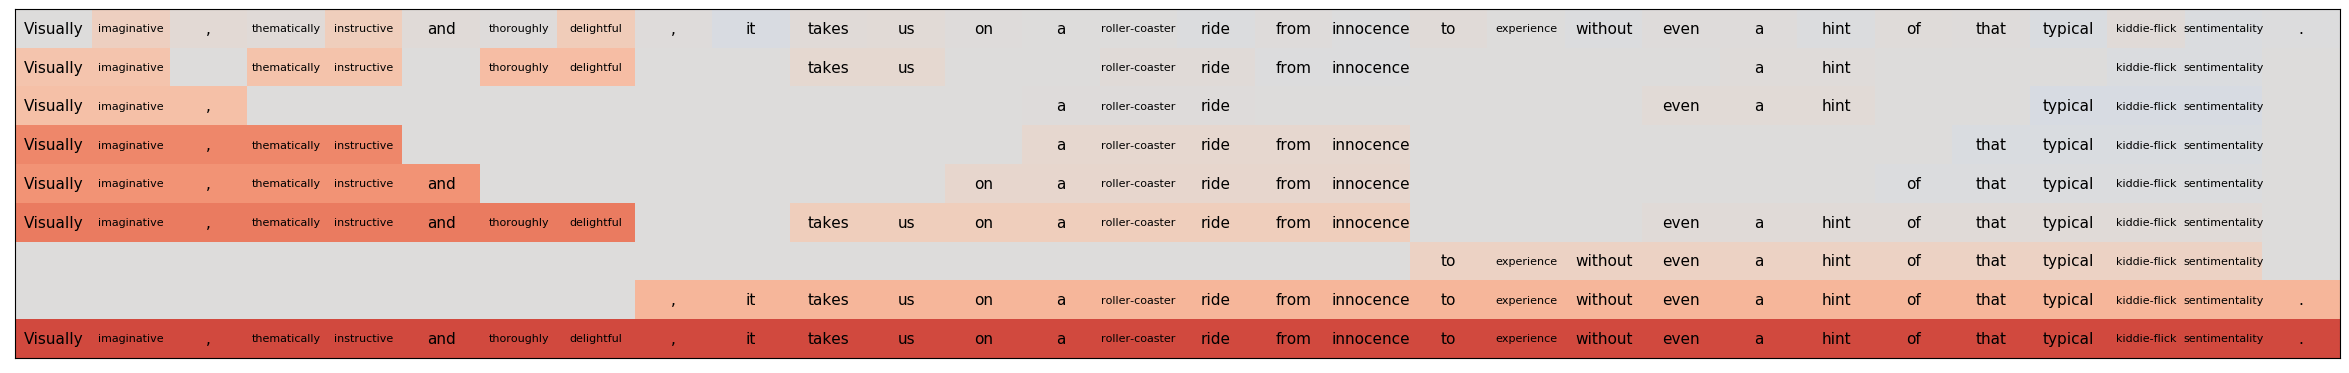 Visually imaginative , thematically instructive and thoroughly delightful , it takes us on a roller-coaster ride from innocence to experience without even a hint of that typical kiddie-flick sentimentality .
Visually imaginative thematically instructive thoroughly delightful takes us roller-coaster ride from innocence a hint kiddie-flick sentimentality
Visually imaginative , a roller-coaster ride even a hint typical kiddie-flick sentimentality
Visually imaginative , thematically instructive a roller-coaster ride from innocence that typical kiddie-flick sentimentality
Visually imaginative , thematically instructive and on a roller-coaster ride from innocence of that typical kiddie-flick sentimentality
Visually imaginative , thematically instructive and thoroughly delightful takes us on a roller-coaster ride from innocence even a hint of that typical kiddie-flick sentimentality
to experience without even a hint of that typical kiddie-flick sentimentality
, it takes us on a roller-coaster ride from innocence to experience without even a hint of that typical kiddie-flick sentimentality .
Visually imaginative , thematically instructive and thoroughly delightful , it takes us on a roller-coaster ride from innocence to experience without even a hint of that typical kiddie-flick sentimentality .